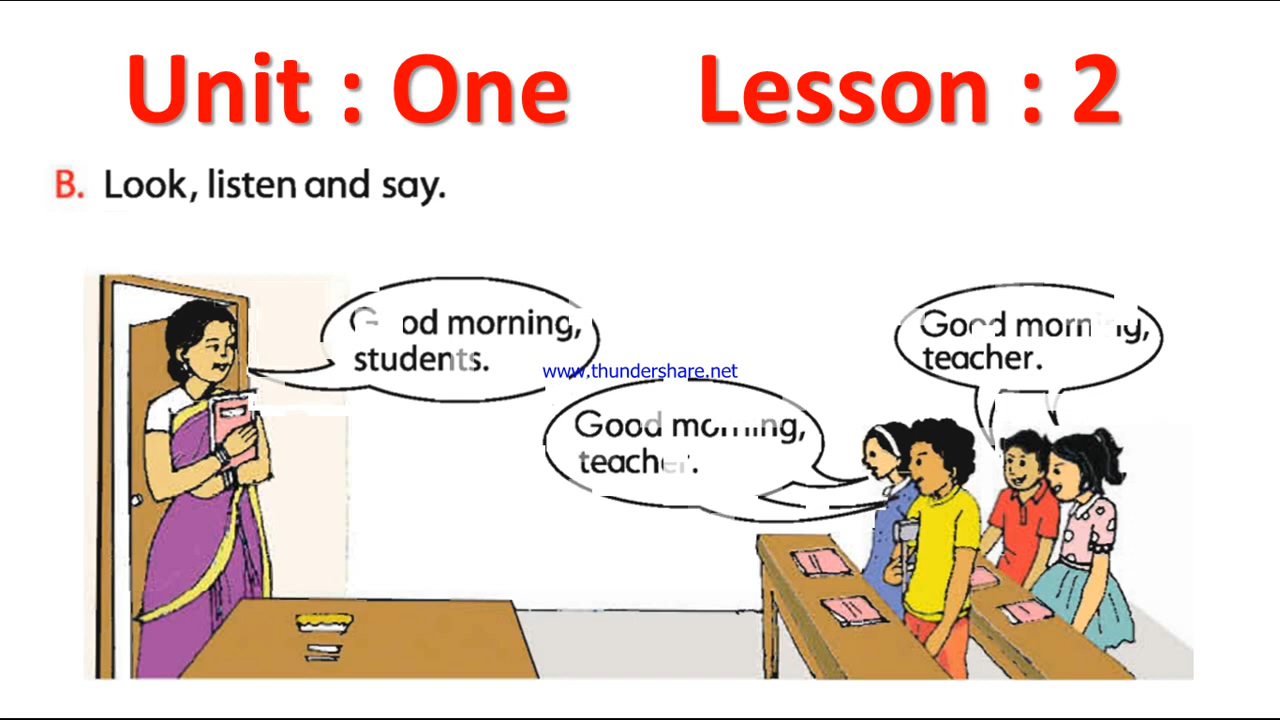 Unit : One Lesson : 2
B. Look, listen and say.
Good morning,
students.
Good morning,
teacher.
www.thundershare.net
Good morning,
teacher.